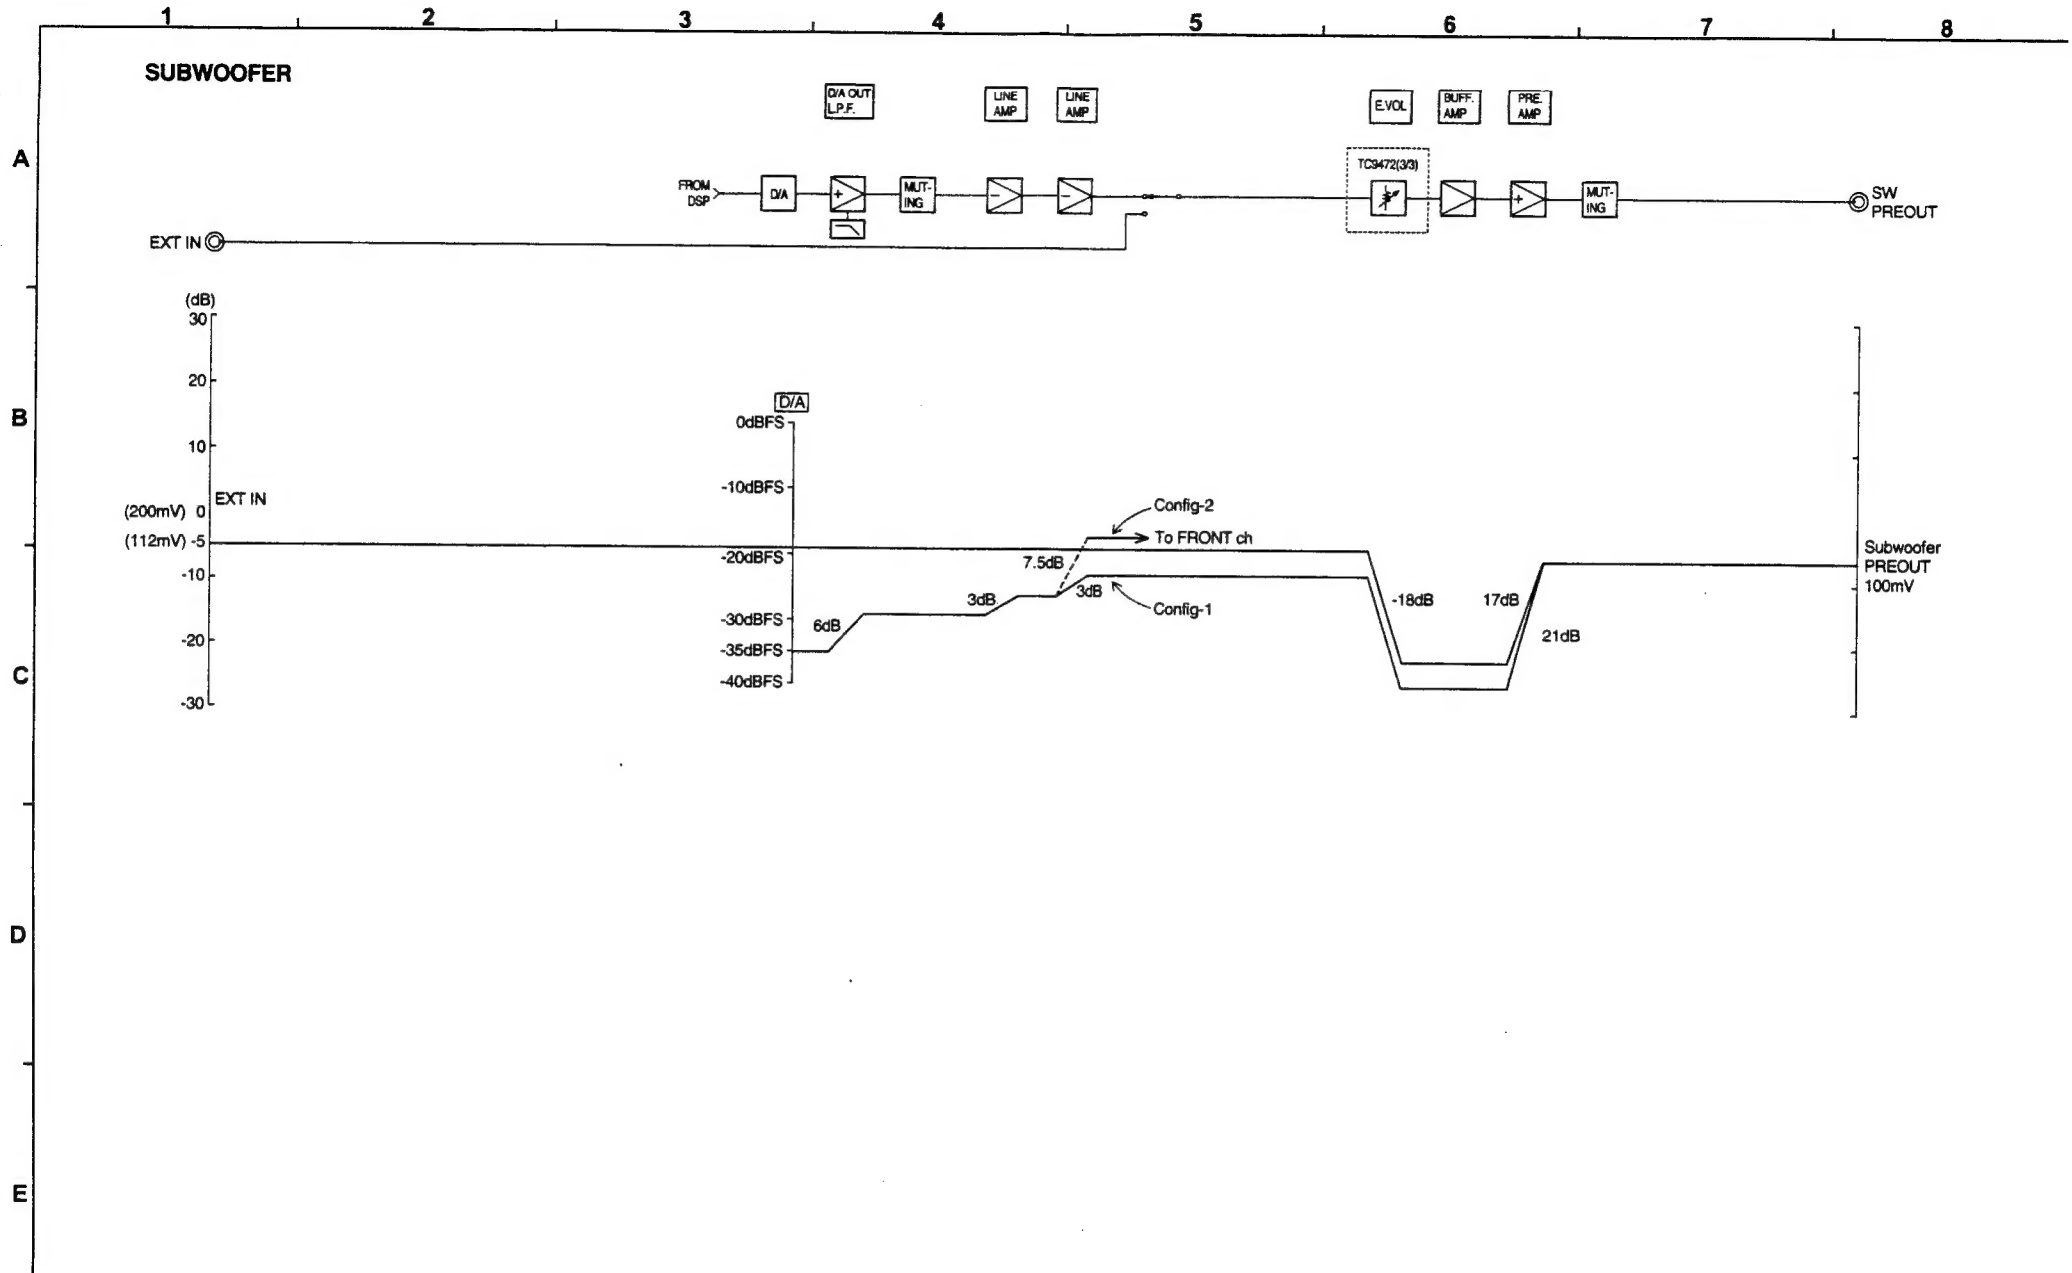 1 2 3 4 5 6 7 8
SUBWOOFER
A
B
C
D
E
D/A OUT
L.P.F.
LINE
AMP
LINE
AMP
E.VOL
BUFF.
AMP
PRE.
AMP
TC9472(3/3)
FROM
DSP
D/A
+
MUT-
ING
-
-
+
MUT-
ING
SW
PREOUT
EXT IN
(dB)
30
20
10
EXT IN
(200mV) 0
(112mV) -5
-10
-20
-30
D/A
0dBFS
-10dBFS
-20dBFS
-30dBFS
-35dBFS
-40dBFS
Config-2
To FRONT ch
7.5dB
3dB
3dB
Config-1
6dB
-18dB
17dB
21dB
Subwoofer
PREOUT
100mV